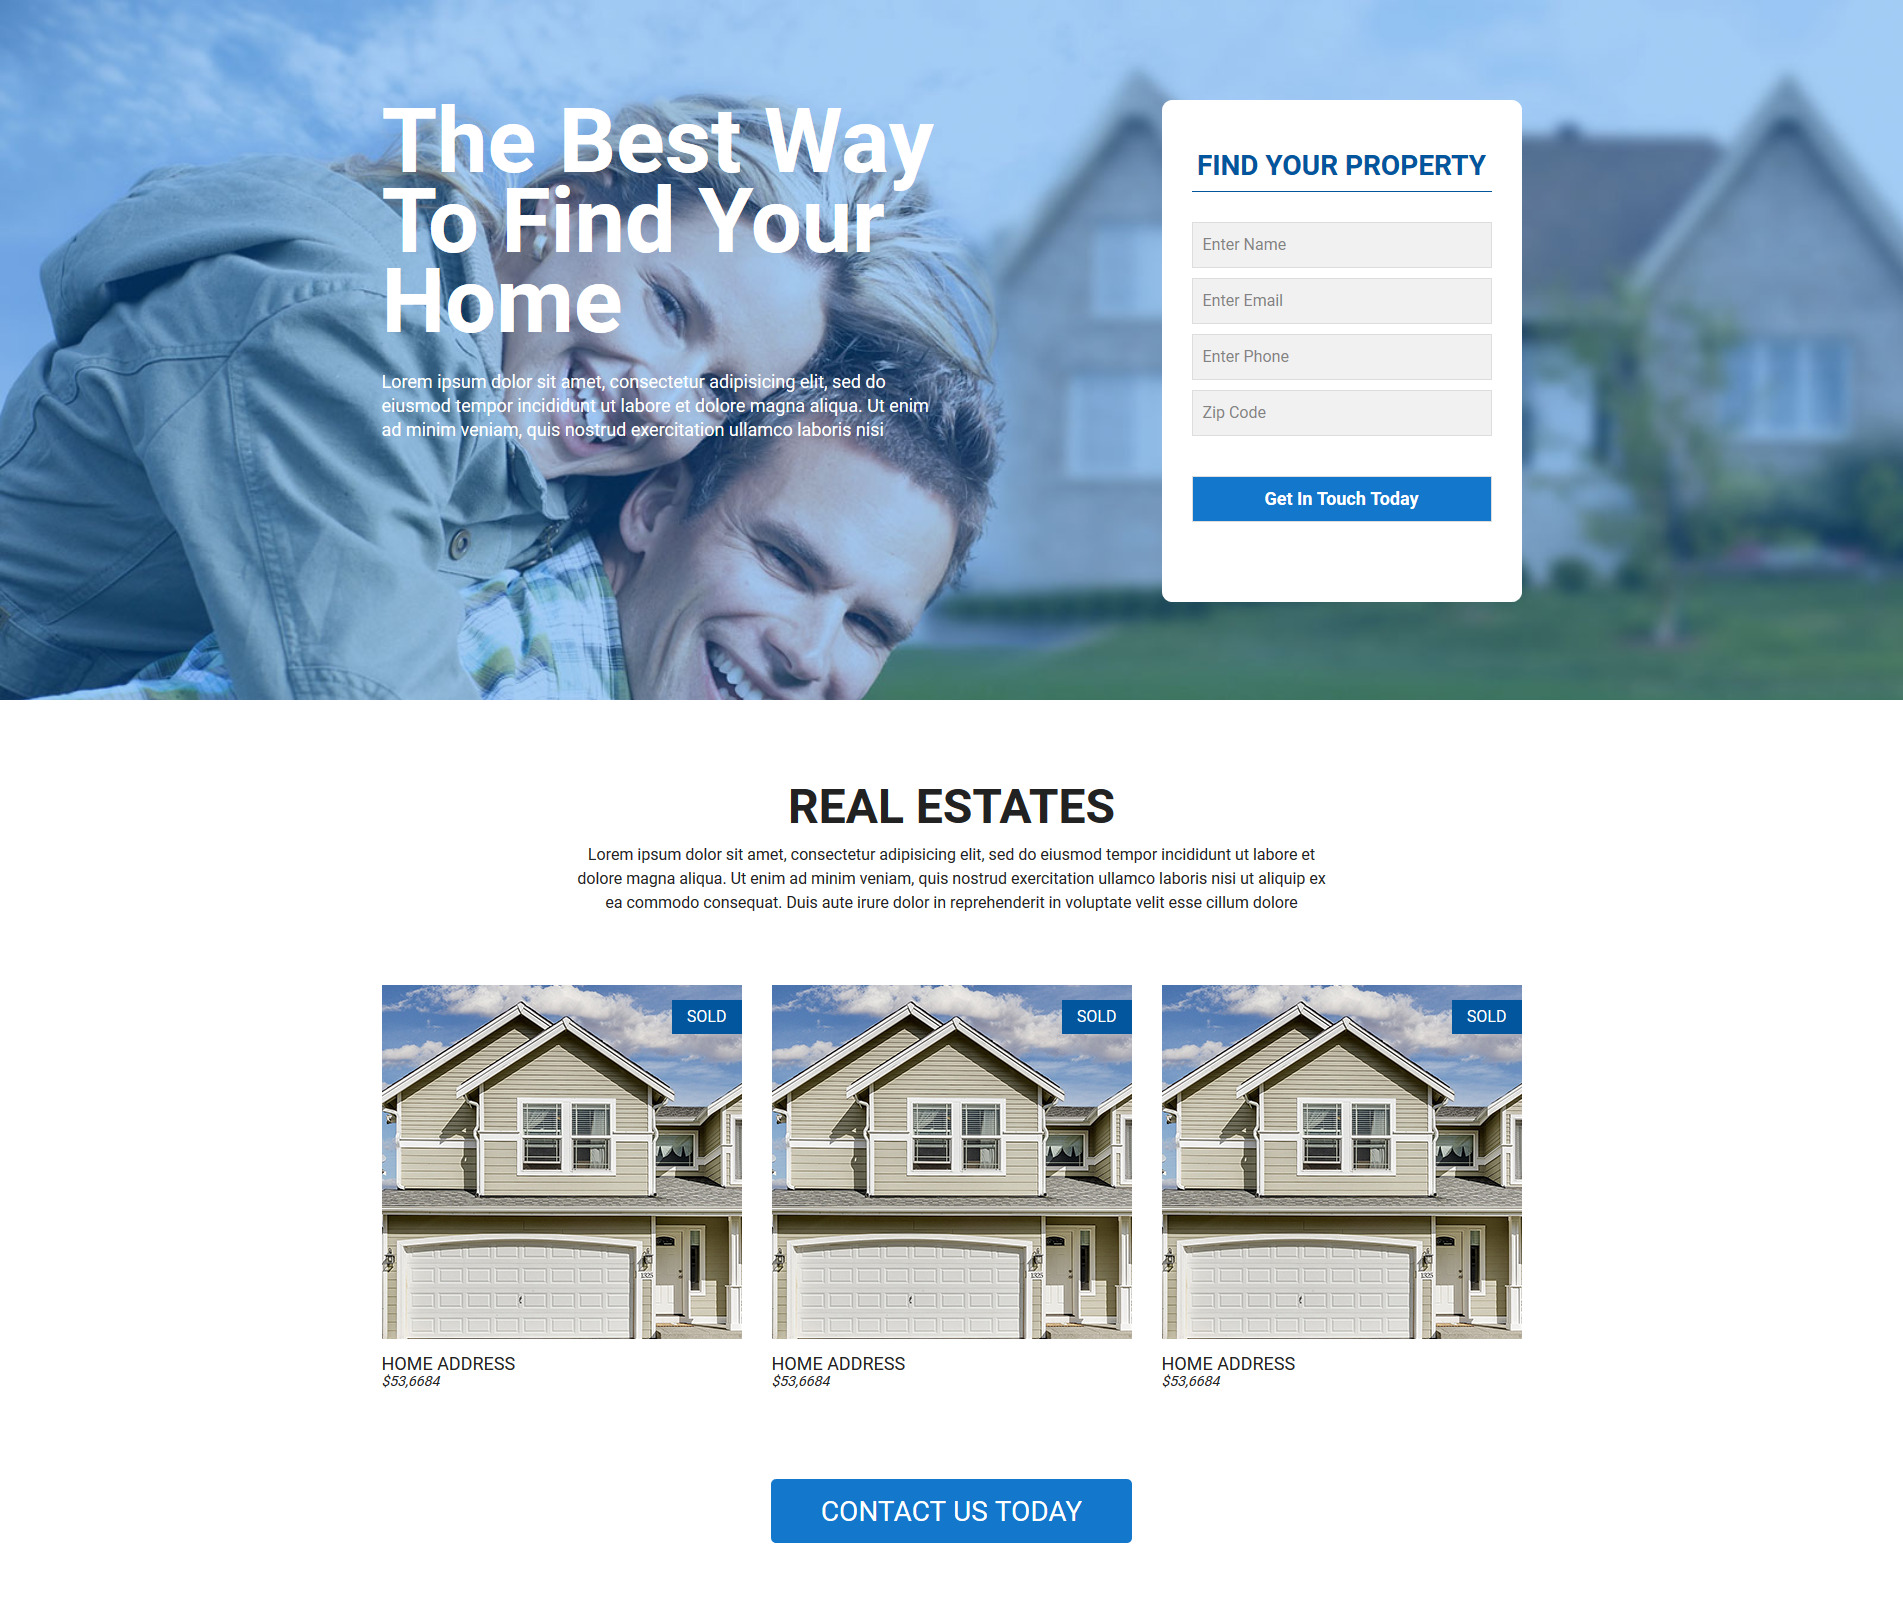 The Best Way
To Find Your
Home
Lorem ipsum dolor sit amet, consectetur adipisicing elit, sed do
eiusmod tempor incididunt ut labore et dolore magna aliqua. Ut enim
ad minim veniam, quis nostrud exercitation ullamco laboris nisi
FIND YOUR PROPERTY
Enter Name
Enter Email
Enter Phone
Zip Code
Get In Touch Today
REAL ESTATES
Lorem ipsum dolor sit amet, consectetur adipisicing elit, sed do eiusmod tempor incididunt ut labore et
dolore magna aliqua. Ut enim ad minim veniam, quis nostrud exercitation ullamco laboris nisi ut aliquip ex
ea commodo consequat. Duis aute irure dolor in reprehenderit in voluptate velit esse cillum dolore
SOLD
1325
HOME ADDRESS
$53,6684
SOLD
1325
HOME ADDRESS
$53,6684
SOLD
1325
HOME ADDRESS
$53,6684
CONTACT US TODAY